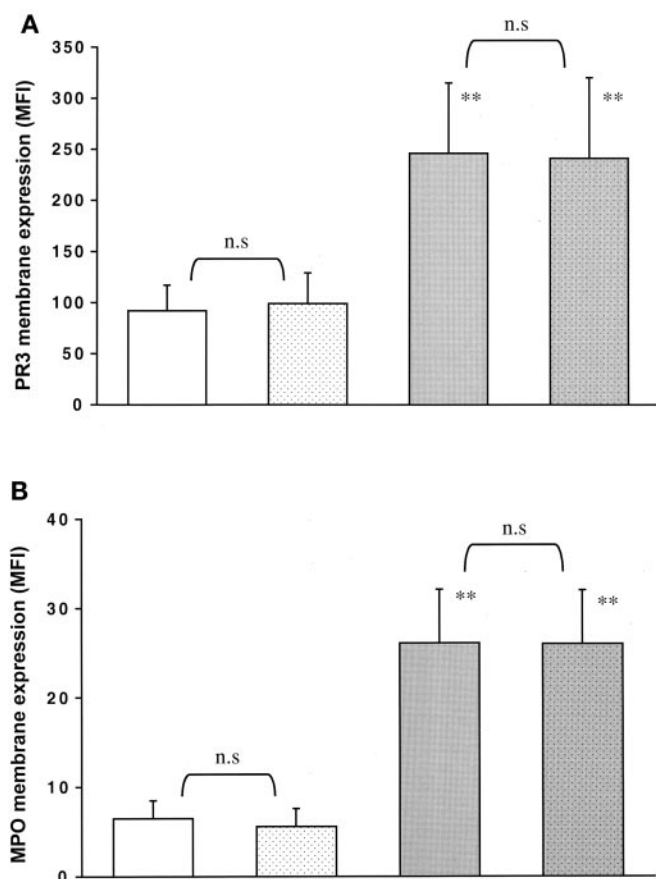 A
n.s
350
**
**
300
250
200
n.s
150
100
50
0
PR3 membrane expression (MFI)
B
40
n.s
**
**
30
20
n.s
10
0
MPO membrane expression (MFI)